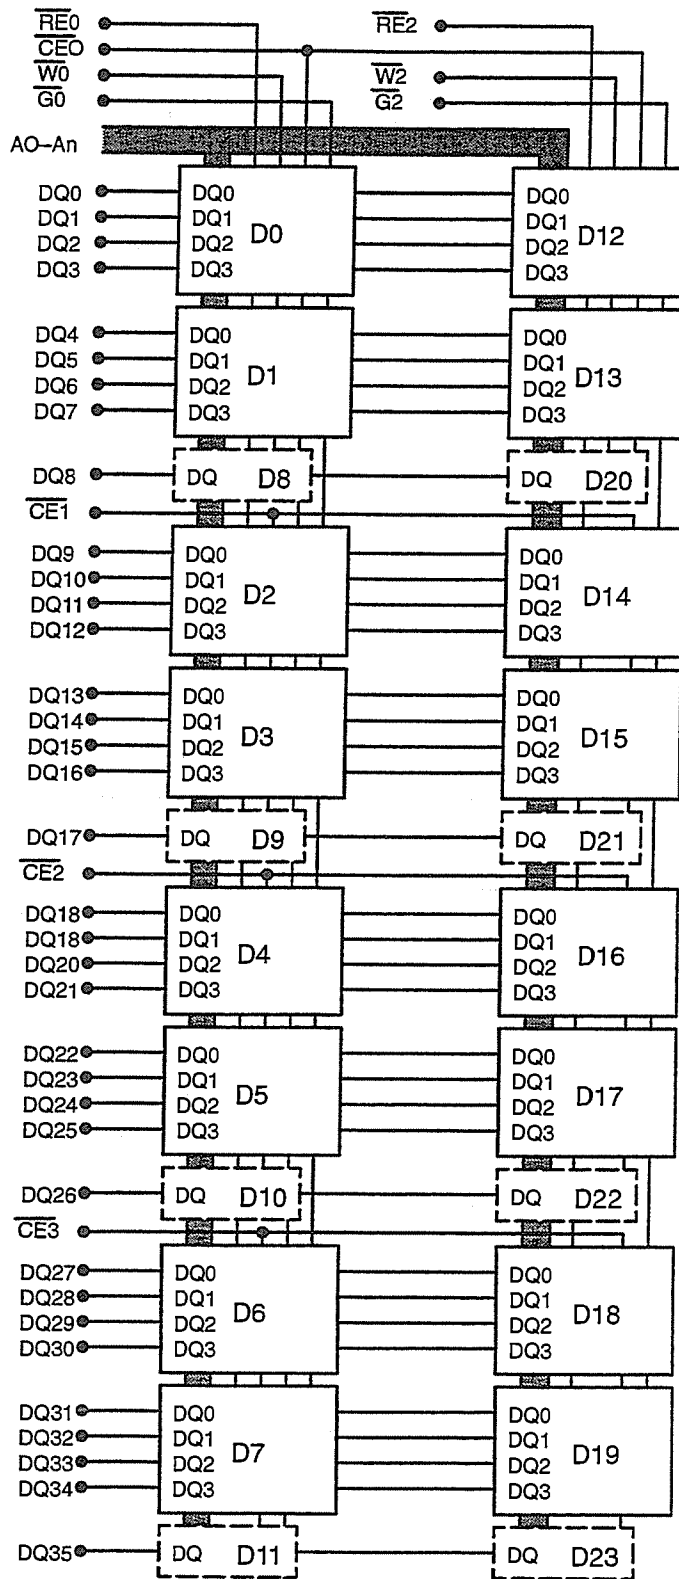 RE0 RE2
CEO
W0 W2
G0 G2
AO–An
DQ0 DQ0 DQ0
DQ1 DQ1 D0 DQ1 D12
DQ2 DQ2 DQ2
DQ3 DQ3 DQ3
DQ4 DQ0 DQ0
DQ5 DQ1 D1 DQ1 D13
DQ6 DQ2 DQ2
DQ7 DQ3 DQ3
DQ8 DQ D8 DQ D20
CE1
DQ9 DQ0 DQ0
DQ10 DQ1 D2 DQ1 D14
DQ11 DQ2 DQ2
DQ12 DQ3 DQ3
DQ13 DQ0 DQ0
DQ14 DQ1 D3 DQ1 D15
DQ15 DQ2 DQ2
DQ16 DQ3 DQ3
DQ17 DQ D9 DQ D21
CE2
DQ18 DQ0 DQ0
DQ18 DQ1 D4 DQ1 D16
DQ20 DQ2 DQ2
DQ21 DQ3 DQ3
DQ22 DQ0 DQ0
DQ23 DQ1 D5 DQ1 D17
DQ24 DQ2 DQ2
DQ25 DQ3 DQ3
DQ26 DQ D10 DQ D22
CE3
DQ27 DQ0 DQ0
DQ28 DQ1 D6 DQ1 D18
DQ29 DQ2 DQ2
DQ30 DQ3 DQ3
DQ31 DQ0 DQ0
DQ32 DQ1 D7 DQ1 D19
DQ33 DQ2 DQ2
DQ34 DQ3 DQ3
DQ35 DQ D11 DQ D23